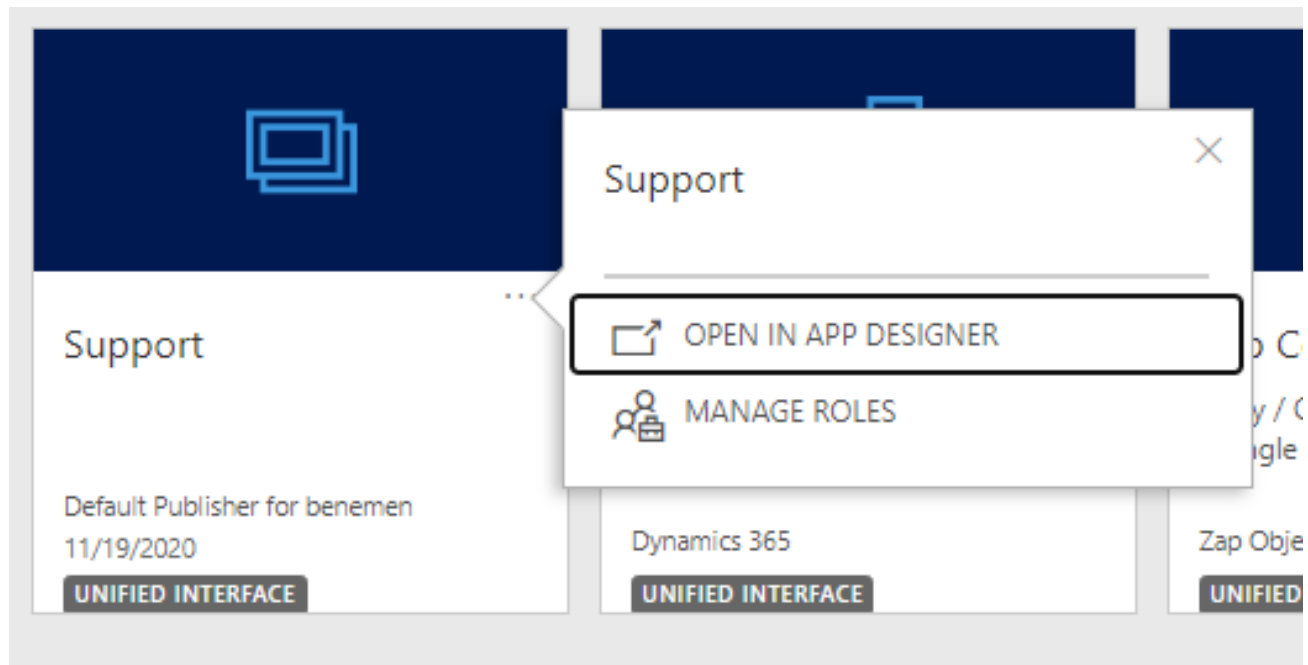 Support
Default Publisher for benemen
11/19/2020
UNIFIED INTERFACE
Support
OPEN IN APP DESIGNER
MANAGE ROLES
Dynamics 365
UNIFIED INTERFACE
Zap
UNIFIED